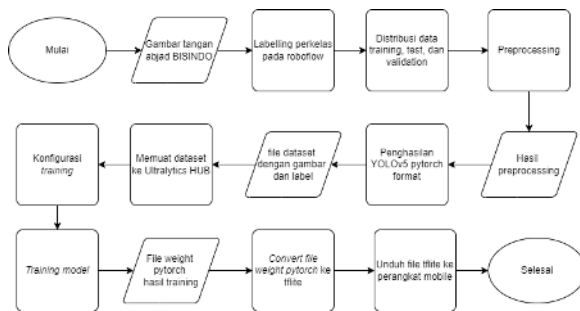 Mulai
Gambar tangan
abjad BISINDO
Labelling perkelas
pada roboflow
Distribusi data
training, test, dan
validation
Preprocessing
Hasil
preprocessing
Penghasilan
YOLOv5 pytorch
format
file dataset
dengan gambar
dan label
Memuat dataset
ke Ultralytics HUB
Konfigurasi
training
Training model
File weight
pytorch
hasil training
Convert file
weight pytorch ke
tflite
Unduh file tflite ke
perangkat mobile
Selesai